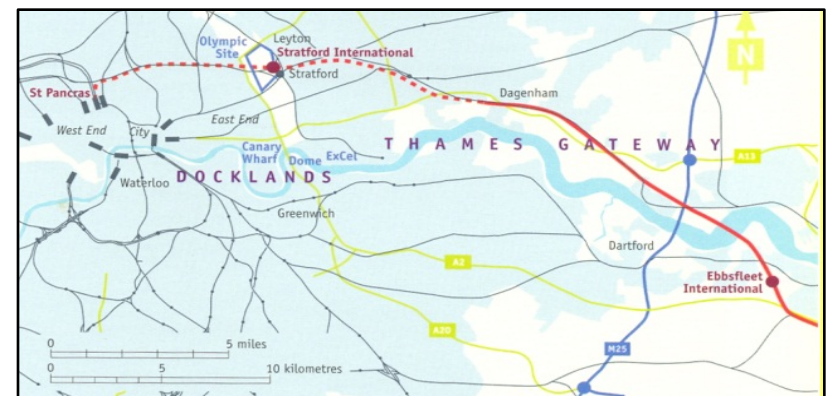 Olympic
Site
Leyton
Stratford International
Stratford
N
St Pancras
Dagenham
West End
City
East End
THAMES GATEWAY
A13
Canary
Wharf
Dome
ExCel
Waterloo
DOCKLANDS
Greenwich
Dartford
A2
Ebbsfleet
International
A20
M25
0
5 miles
0
5
10 kilometres